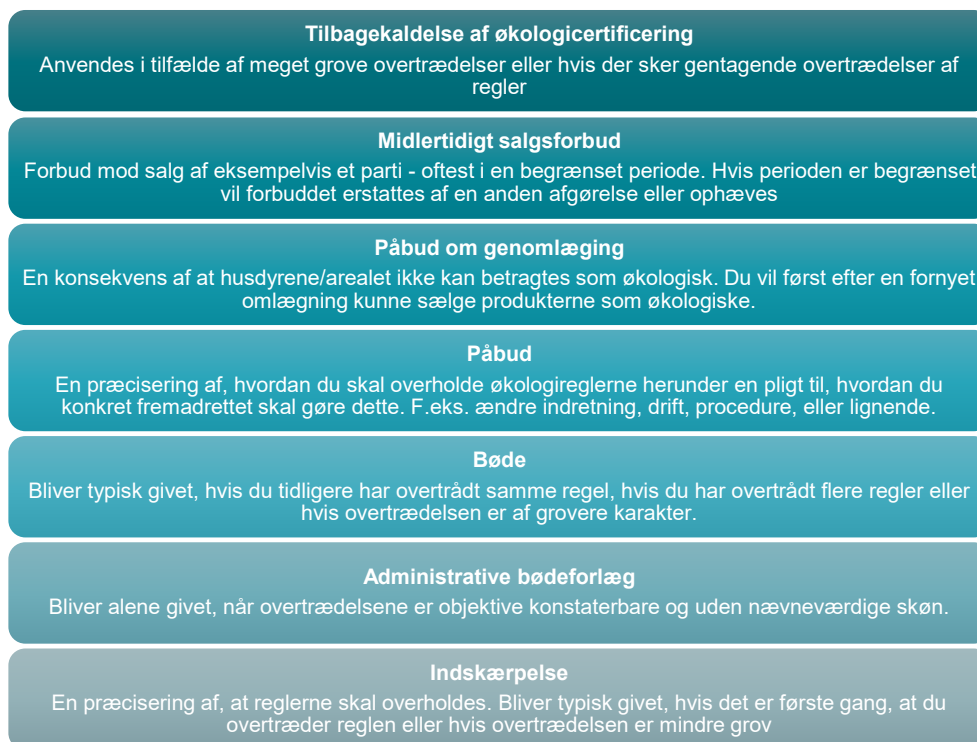 Tilbagekaldelse af økologicertificering
Anvendes i tilfælde af meget grove overtrædelser eller hvis der sker gentagende overtrædelser af
regler
Midlertidigt salgsforbud
Forbud mod salg af eksempelvis et parti - oftest i en begrænset periode. Hvis perioden er begrænset
vil forbuddet erstattes af en anden afgørelse eller ophæves
Påbud om genomlæging
En konsekvens af at husdyrene/arealet ikke kan betragtes som økologisk. Du vil først efter en fornyet
omlægning kunne sælge produkterne som økologiske.
Påbud
En præcisering af, hvordan du skal overholde økologireglerne herunder en pligt til, hvordan du
konkret fremadrettet skal gøre dette. F.eks. ændre indretning, drift, procedure, eller lignende.
Bøde
Bliver typisk givet, hvis du tidligere har overtrådt samme regel, hvis du har overtrådt flere regler eller
hvis overtrædelsen er af grovere karakter.
Administrative bødeforlæg
Bliver alene givet, når overtrædelsene er objektive konstaterbare og uden nævneværdige skøn.
Indskærpelse
En præcisering af, at reglerne skal overholdes. Bliver typisk givet, hvis det er første gang, at du
overtræder reglen eller hvis overtrædelsen er mindre grov